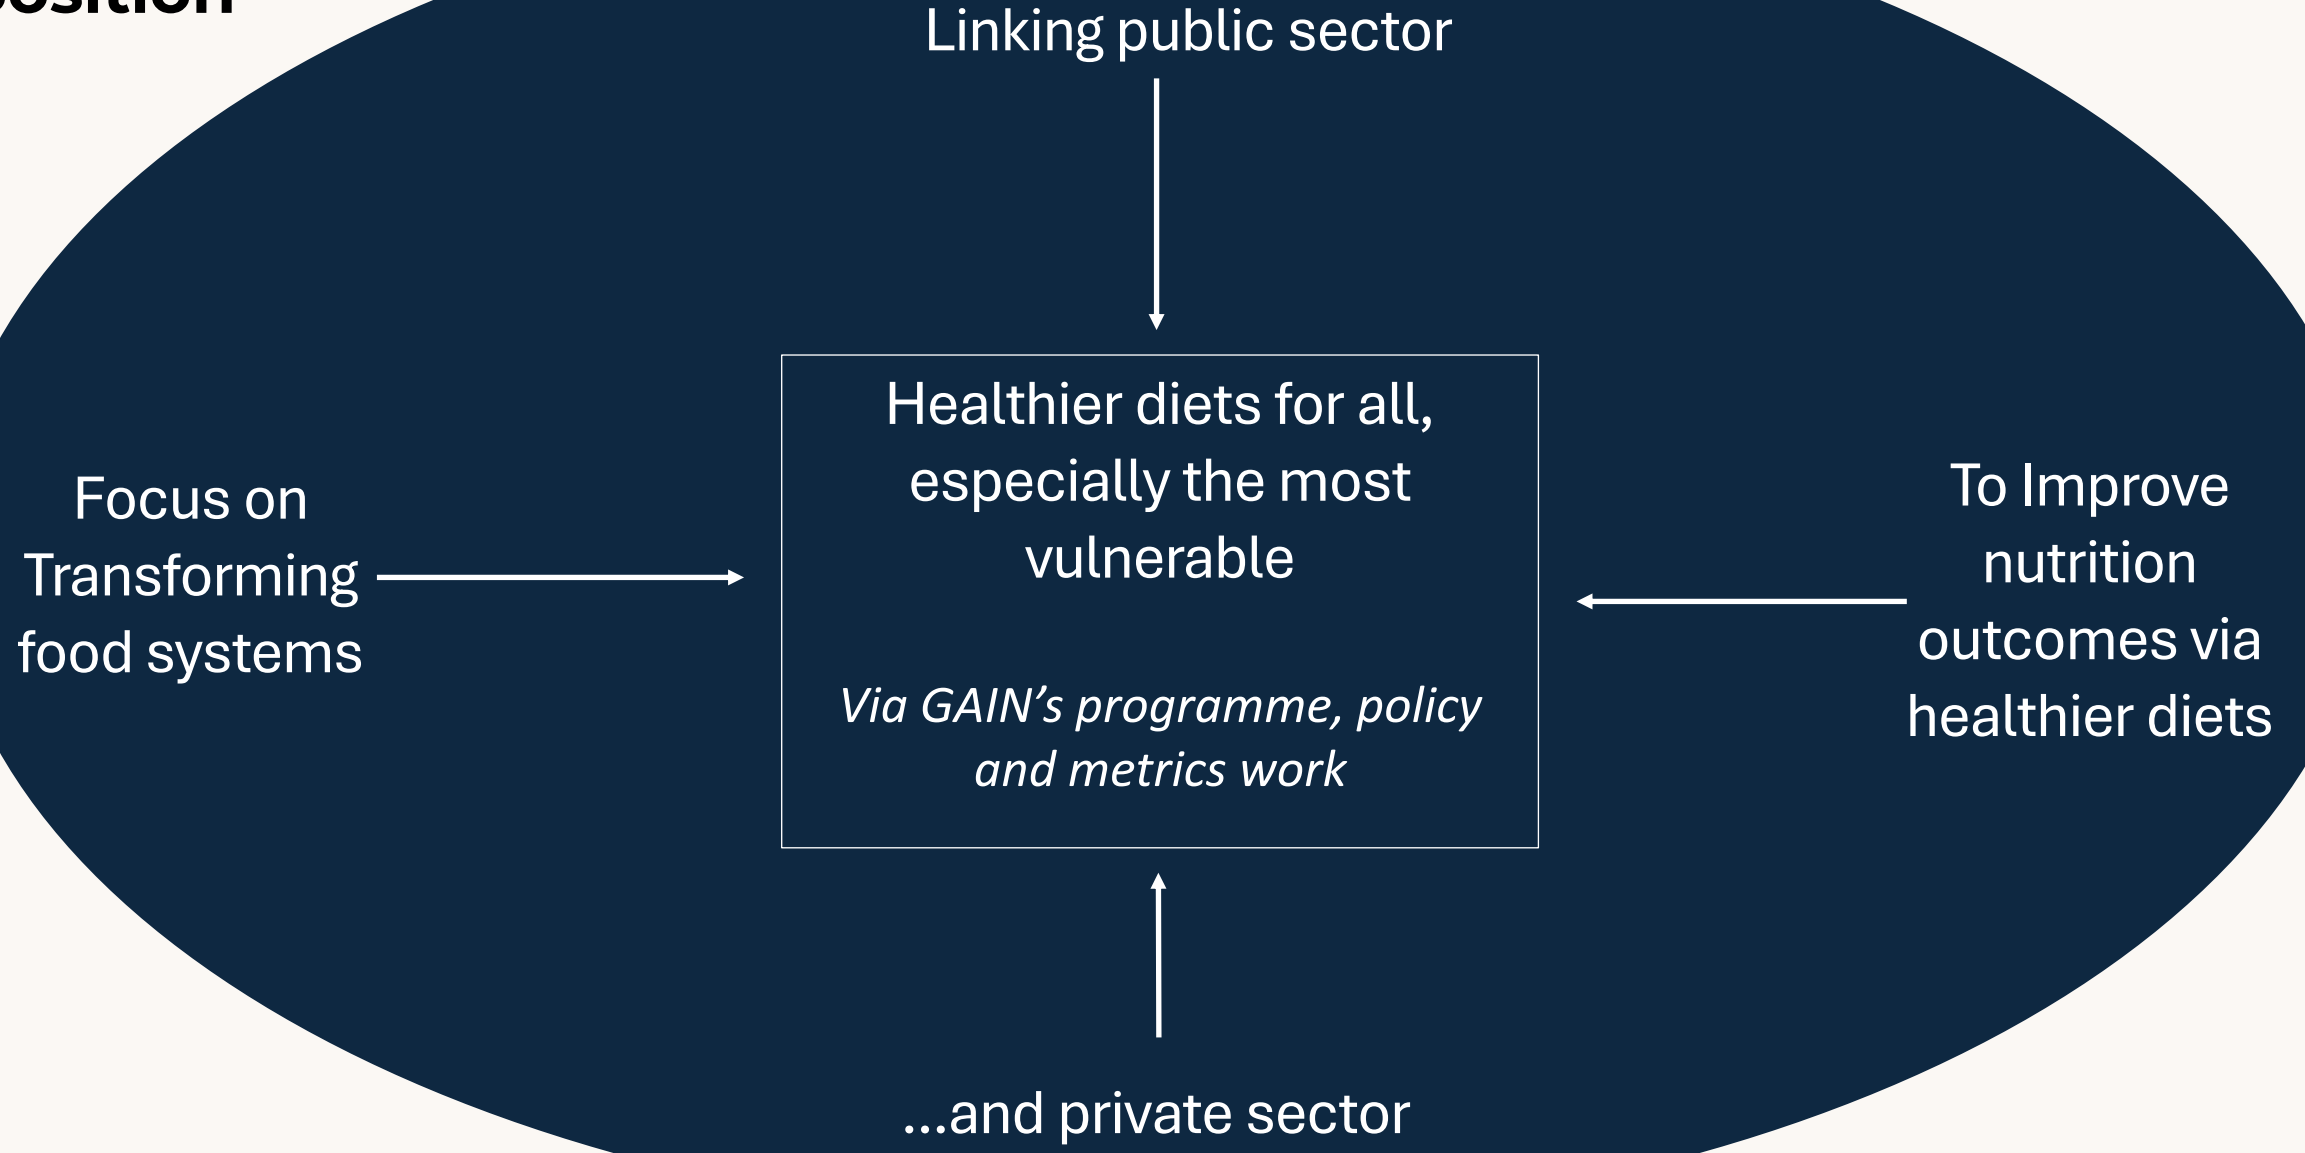 Linking public sector
Healthier diets for all,
especially the most
vulnerable
Via GAIN’s programme, policy
and metrics work
Focus on
Transforming
food systems
To Improve
nutrition
outcomes via
healthier diets
...and private sector